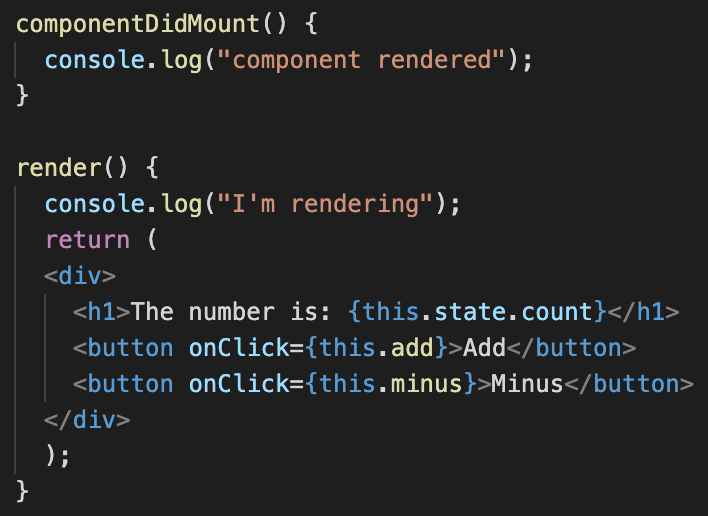 componentDidMount() {
  console.log("component rendered");
}

render() {
  console.log("I'm rendering");
  return (
  <div>
    <h1>The number is: {this.state.count}</h1>
    <button onClick={this.add}>Add</button>
    <button onClick={this.minus}>Minus</button>
  </div>
  );
}